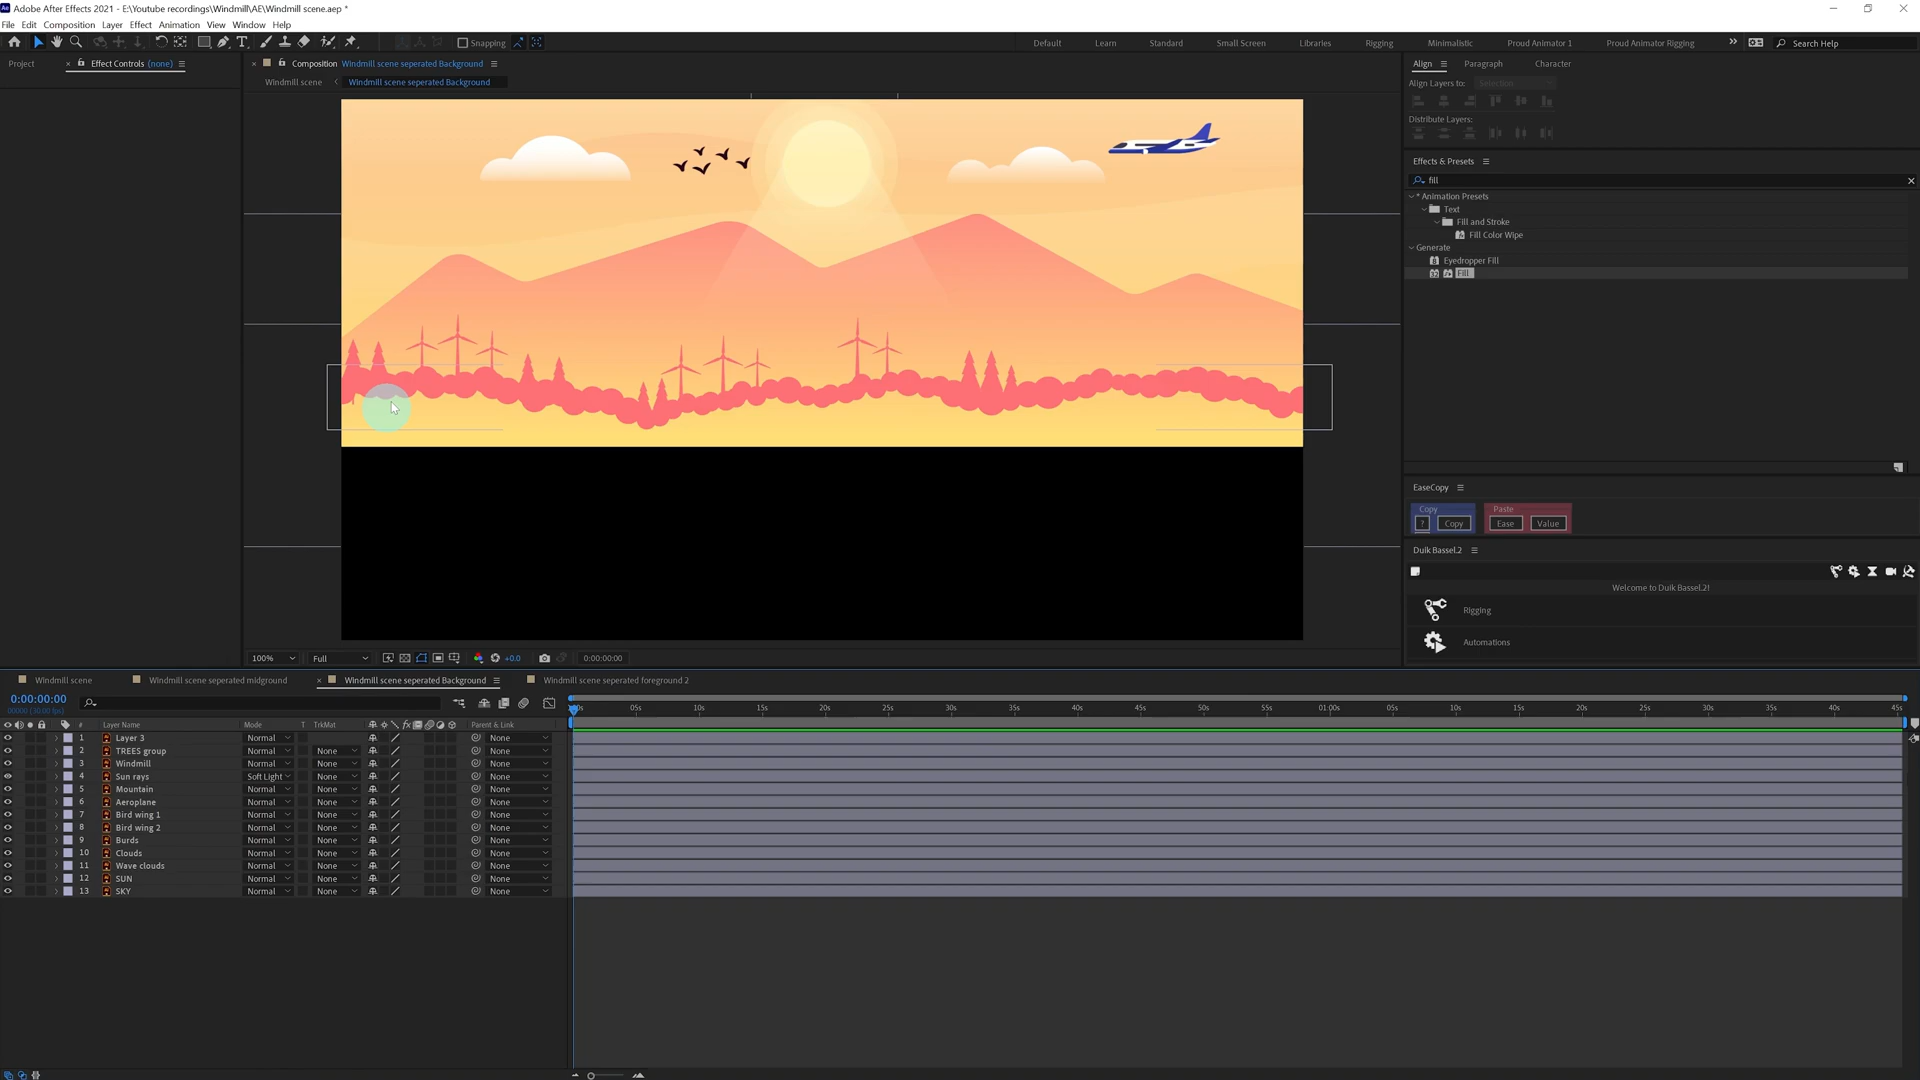 Adobe After Effects 2021 - E:\Youtube recordings\Windmill\AE\Windmill scene.aep *
File Edit Composition Layer Effect Animation View Window Help
Snapping
Default Learn Standard Small Screen Libraries Rigging Minimalistic Proud Animator 1 Proud Animator Rigging Search Help
Project Effect Controls (none)
Composition Windmill scene seperated Background
Windmill scene Windmill scene seperated Background
Align Paragraph Character
Align Layers to: Selection
Distribute Layers:
Effects & Presets
fill
* Animation Presets
Text
Fill and Stroke
Fill Color Wipe
Generate
Eyedropper Fill
Fill
EaseCopy
Copy Paste
? Copy Ease Value
Duik Bassel.2
Welcome to Duik Bassel.2!
Rigging
Automations
100% Full +0.0 0:00:00:00
Windmill scene Windmill scene seperated midground Windmill scene seperated Background Windmill scene seperated foreground 2
0:00:00:00
00000 (30.00 fps)
05s 10s 15s 20s 25s 30s 35s 40s 45s 50s 55s 01:00s 05s 10s 15s 20s 25s 30s 35s 40s 45s
# Layer Name Mode T TrkMat Parent & Link
1 Layer 3 Normal None
2 TREES group Normal None None
3 Windmill Normal None None
4 Sun rays Soft Light None None
5 Mountain Normal None None
6 Aeroplane Normal None None
7 Bird wing 1 Normal None None
8 Bird wing 2 Normal None None
9 Burds Normal None None
10 Clouds Normal None None
11 Wave clouds Normal None None
12 SUN Normal None None
13 SKY Normal None None